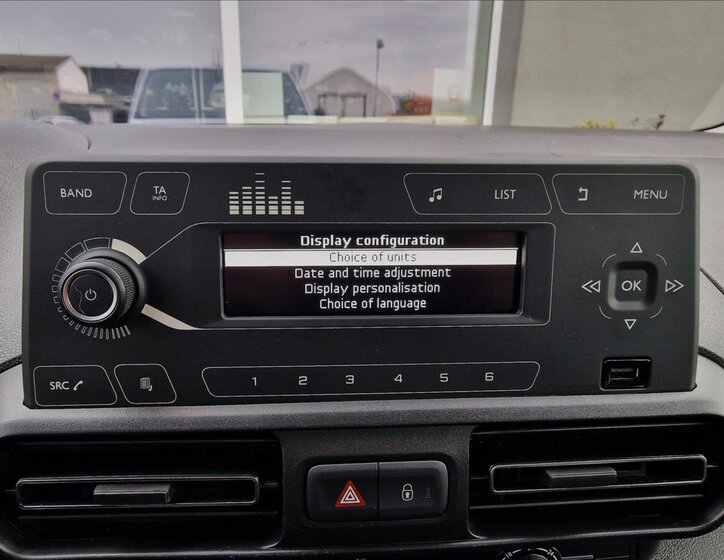 BAND
TA
INFO
LIST
MENU
Display configuration
Choice of units
Date and time adjustment
Display personalisation
Choice of language
OK
SRC
1 2 3 4 5 6